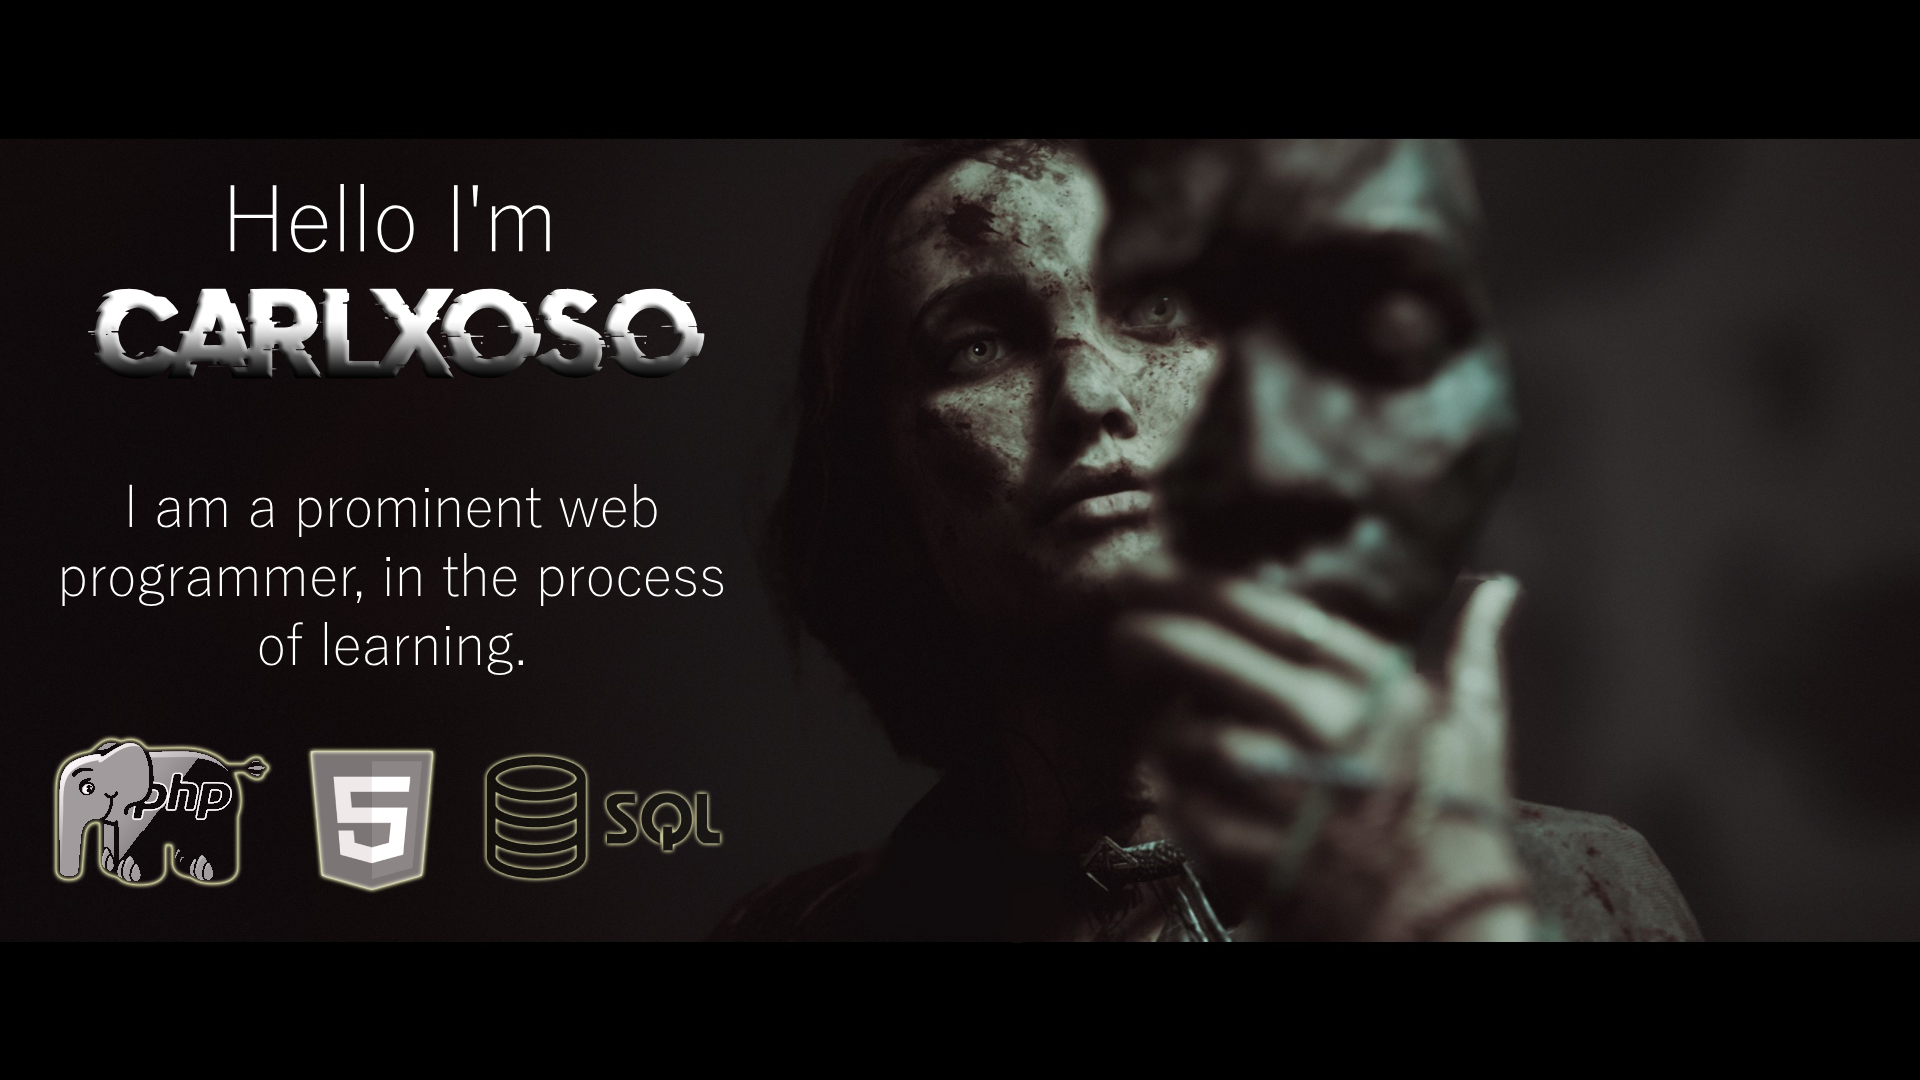 Hello I'm
CARLXOSO
I am a prominent web
programmer, in the process
of learning.
php
5
SQL